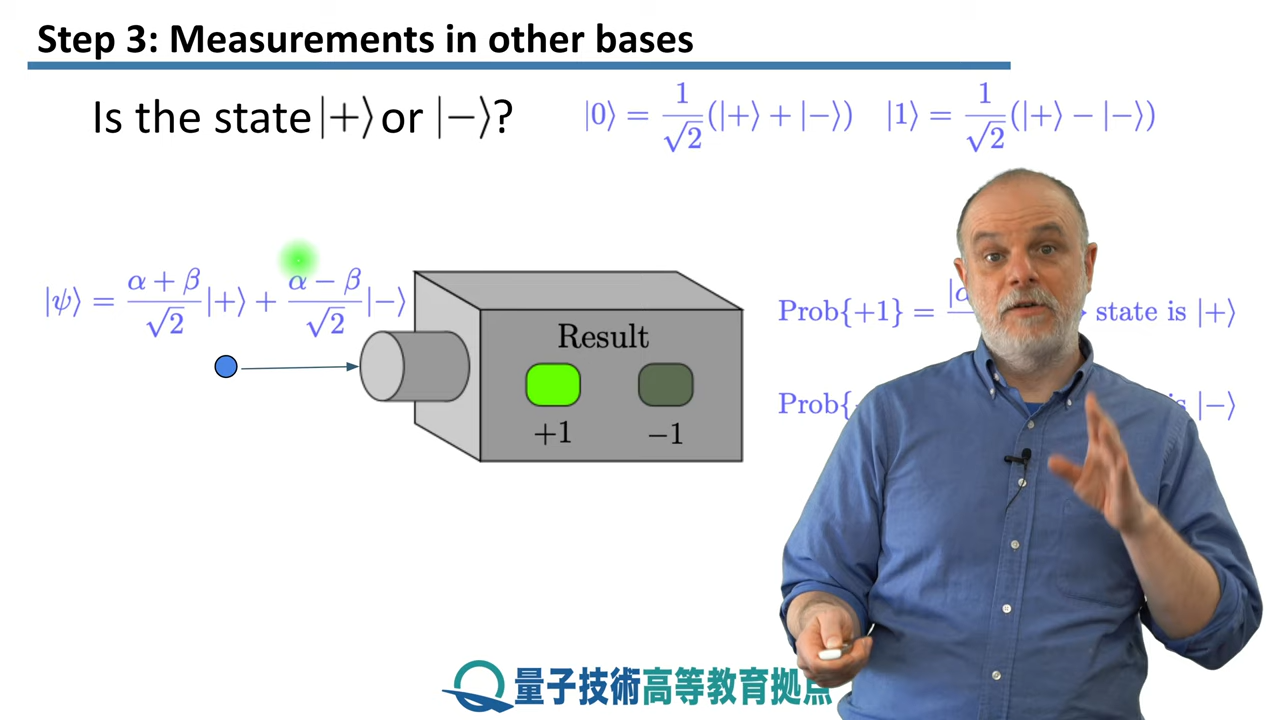 Step 3: Measurements in other bases
Is the state |+⟩ or |−⟩?
|0⟩ = 1/√2 (|+⟩ + |−⟩) |1⟩ = 1/√2 (|+⟩ − |−⟩)
|ψ⟩ = α + β/√2 |+⟩ + α − β/√2 |−⟩
Result
+1 −1
Prob{+1} = state is |+⟩
Prob{ |−⟩
量子技術高等教育拠点